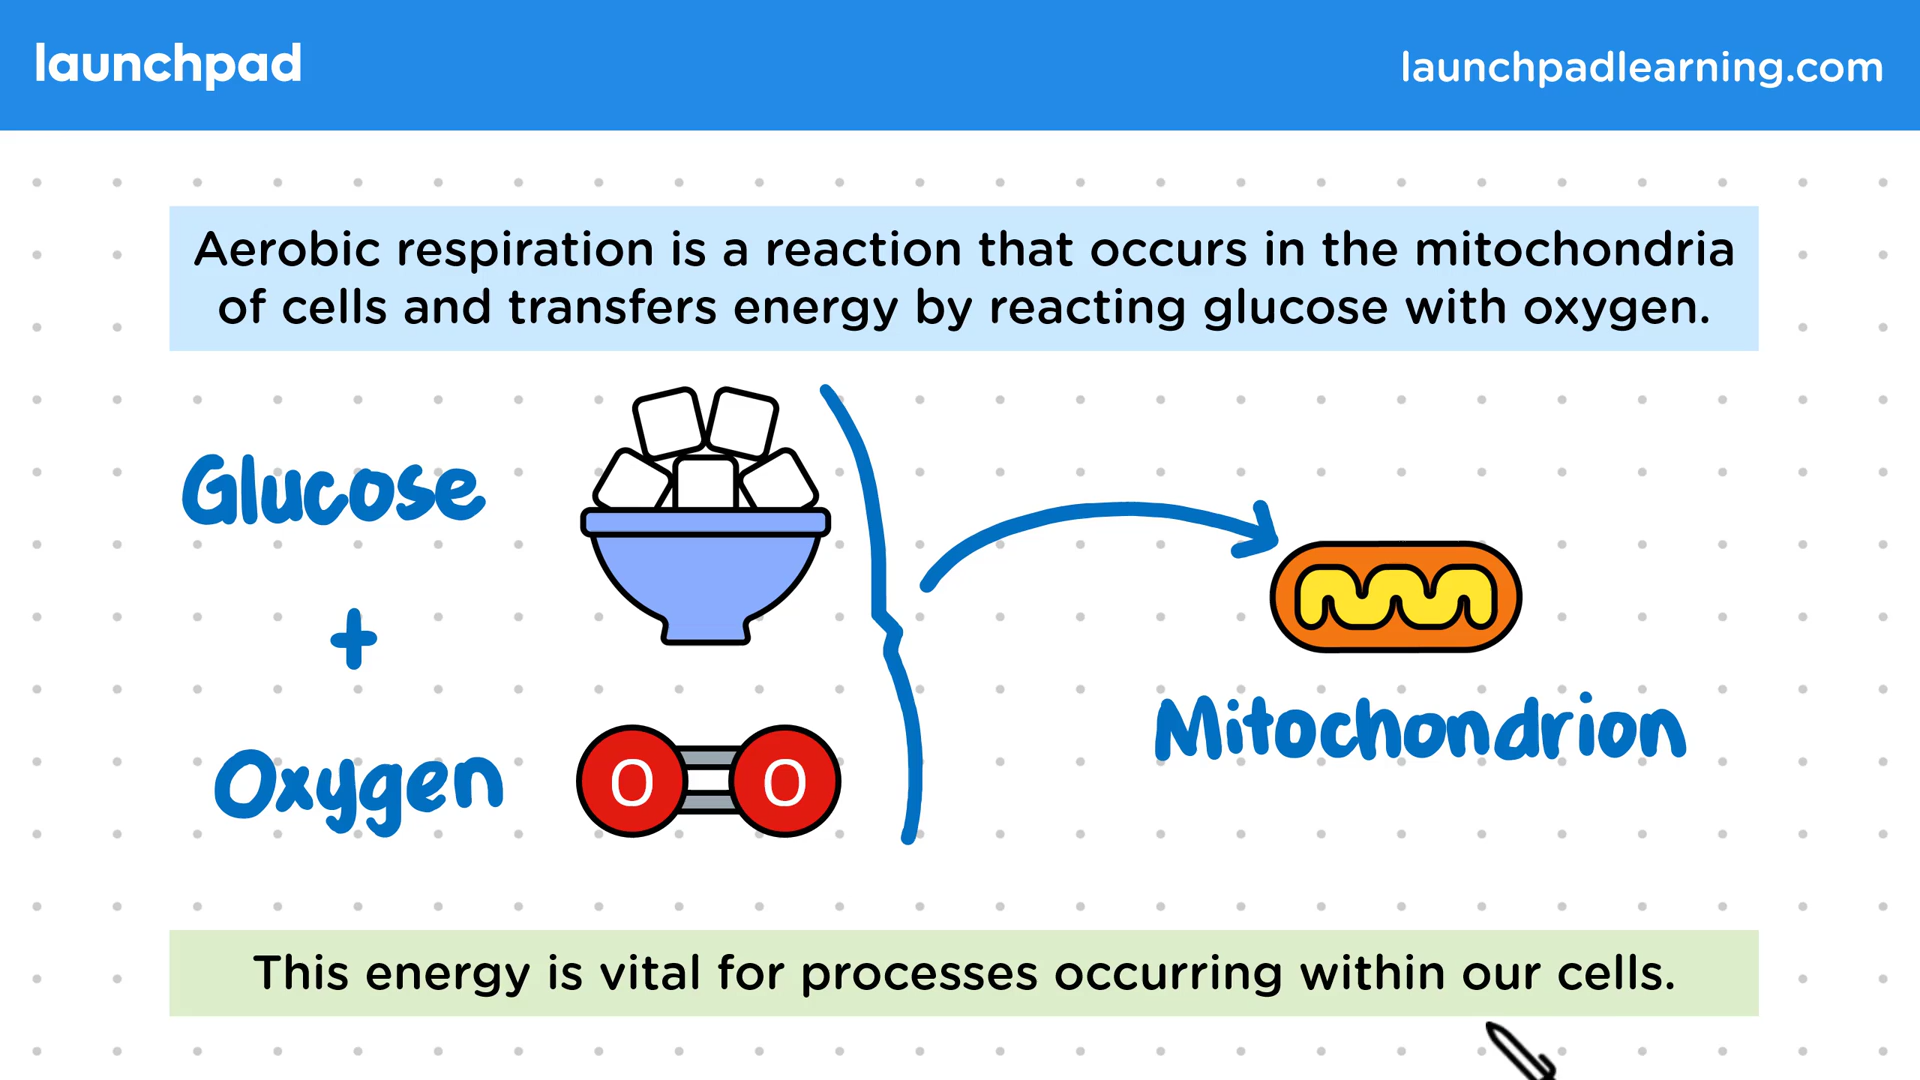 launchpad
launchpadlearning.com
Aerobic respiration is a reaction that occurs in the mitochondria
of cells and transfers energy by reacting glucose with oxygen.
Glucose
+
Oxygen
O O
Mitochondrion
This energy is vital for processes occurring within our cells.